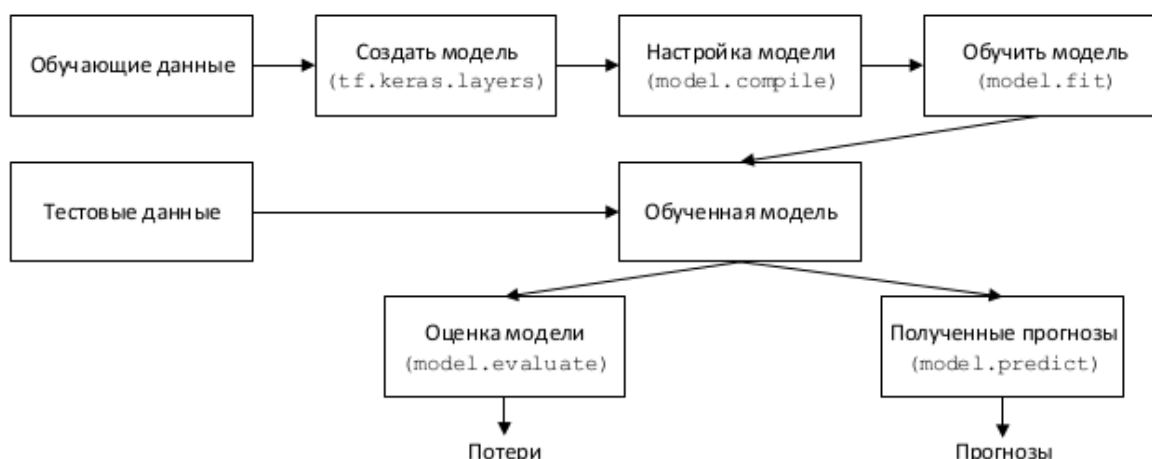 Обучающие данные
Создать модель
(tf.keras.layers)
Настройка модели
(model.compile)
Обучить модель
(model.fit)
Тестовые данные
Обученная модель
Оценка модели
(model.evaluate)
Полученные прогнозы
(model.predict)
Потери
Прогнозы